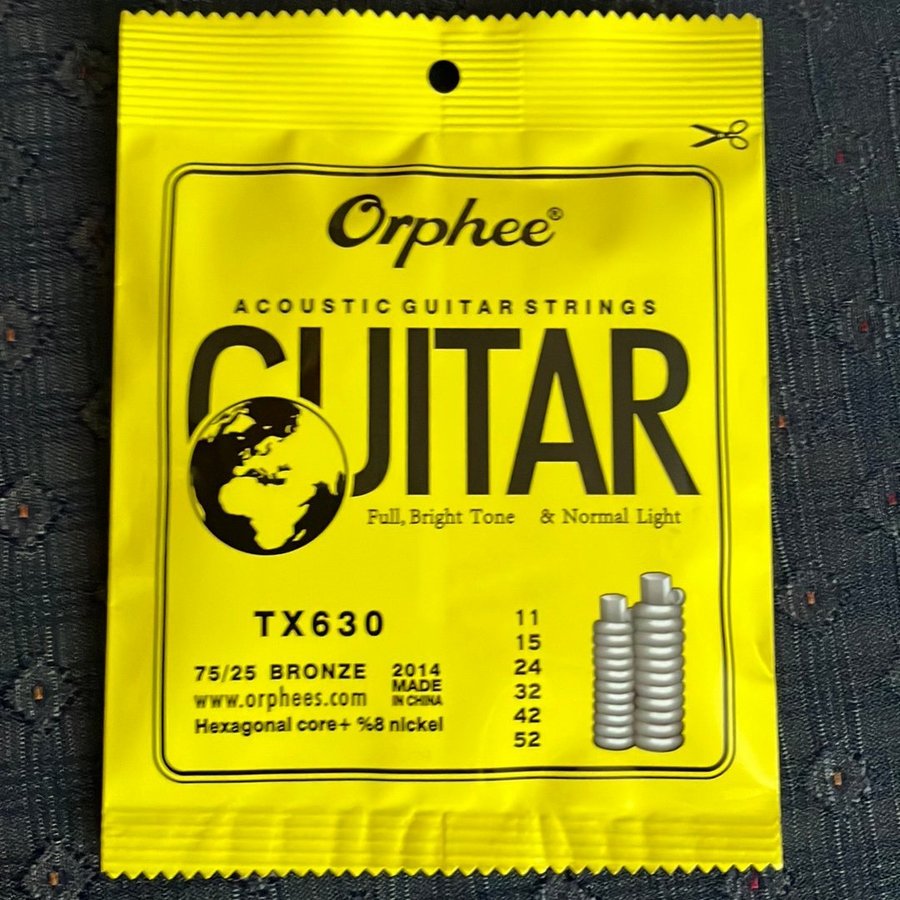 Orphee®
ACOUSTIC GUITAR STRINGS
GUITAR
Full, Bright Tone & Normal Light
TX630
75/25 BRONZE
www.orphees.com
Hexagonal core+ %8 nickel
2014
MADE
IN CHINA
11
15
24
32
42
52